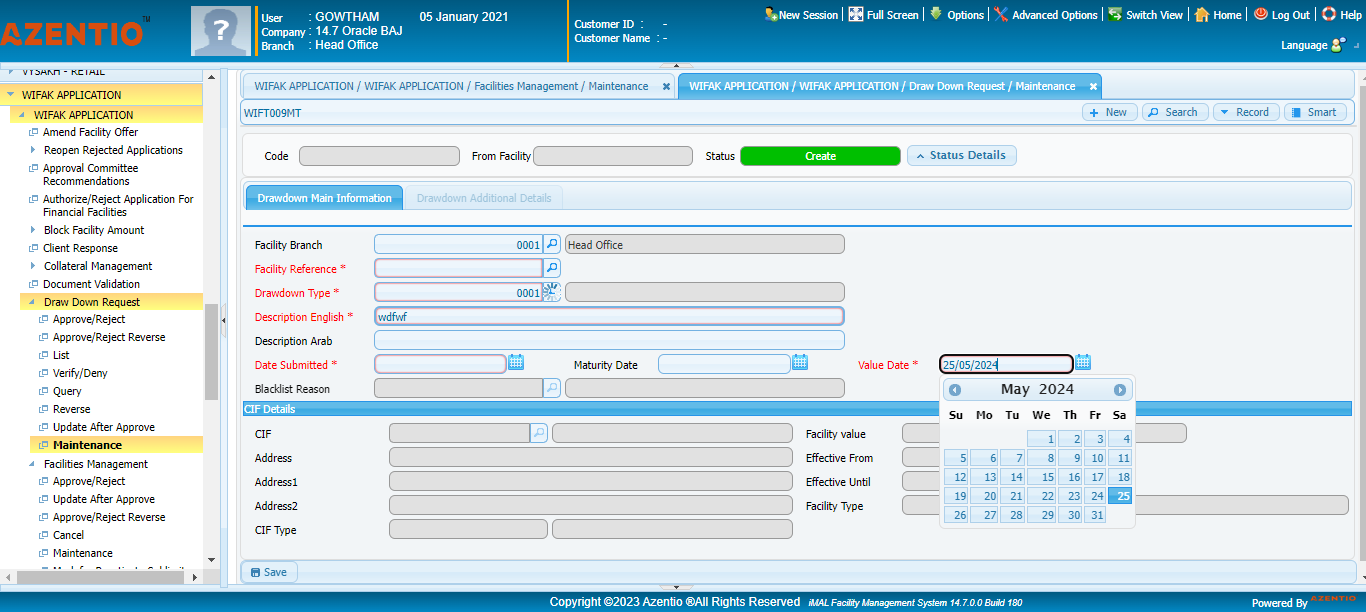 AZENTIO™
?
User : GOWTHAM 05 January 2021
Company : 14.7 Oracle BAJ
Branch : Head Office
Customer ID : -
Customer Name : -
New Session Full Screen Options Advanced Options Switch View Home Log Out Help
Language
VYSAKH - RETAIL
WIFAK APPLICATION
WIFAK APPLICATION
Amend Facility Offer
Reopen Rejected Applications
Approval Committee
Recommendations
Authorize/Reject Application For
Financial Facilities
Block Facility Amount
Client Response
Collateral Management
Document Validation
Draw Down Request
Approve/Reject
Approve/Reject Reverse
List
Verify/Deny
Query
Reverse
Update After Approve
Maintenance
Facilities Management
Approve/Reject
Update After Approve
Approve/Reject Reverse
Cancel
Maintenance
WIFAK APPLICATION / WIFAK APPLICATION / Facilities Management / Maintenance
WIFAK APPLICATION / WIFAK APPLICATION / Draw Down Request / Maintenance
WIFT009MT
New Search Record Smart
Code From Facility Status Create Status Details
Drawdown Main Information Drawdown Additional Details
Facility Branch 0001 Head Office
Facility Reference *
Drawdown Type * 0001
Description English * wdfwf
Description Arab
Date Submitted * Maturity Date Value Date * 25/05/2024
Blacklist Reason
May 2024
Su Mo Tu We Th Fr Sa
1 2 3 4
5 6 7 8 9 10 11
12 13 14 15 16 17 18
19 20 21 22 23 24 25
26 27 28 29 30 31
CIF Details
CIF Facility value
Address Effective From
Address1 Effective Until
Address2 Facility Type
CIF Type
Save
Copyright ©2023 Azentio ®All Rights Reserved iMAL Facility Management System 14.7.0.0 Build 180
Powered By AZENTIO